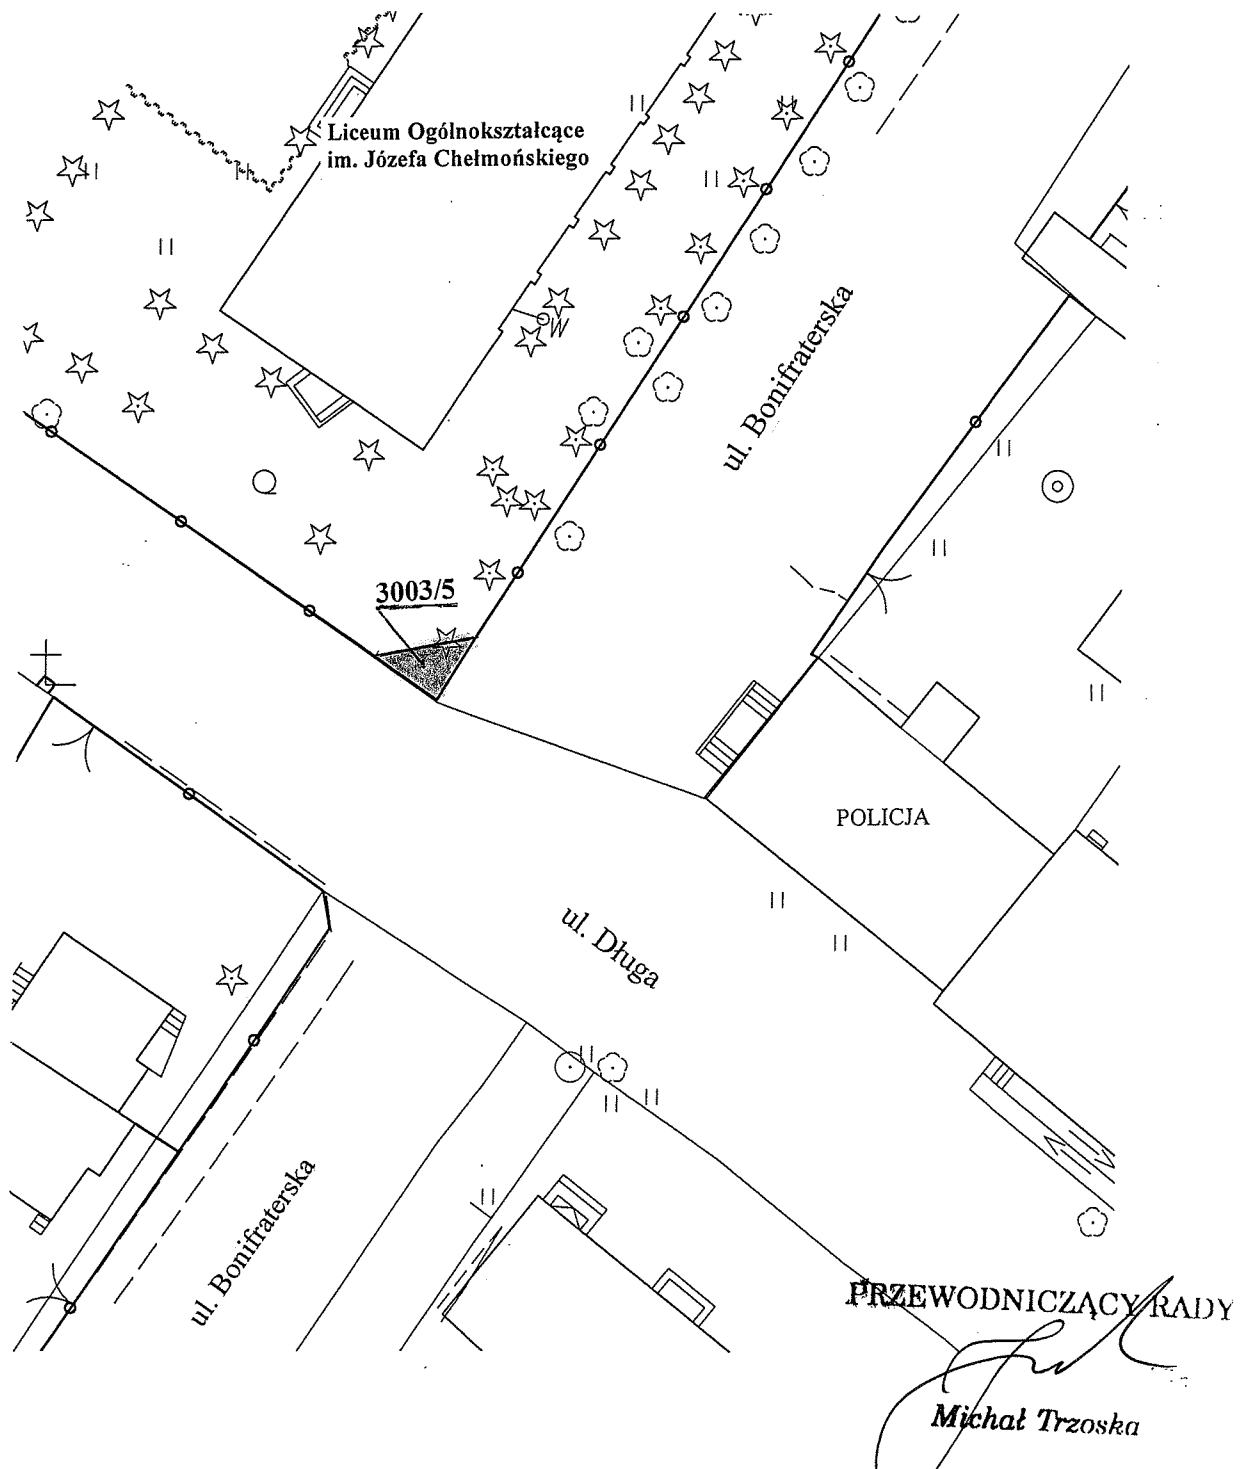 Liceum Ogólnokształcące
im. Józefa Chełmońskiego
W
ul. Bonifraterska
3003/5
POLICJA
ul. Długa
ul. Bonifraterska
PRZEWODNICZĄCY RADY
Michał Trzoska